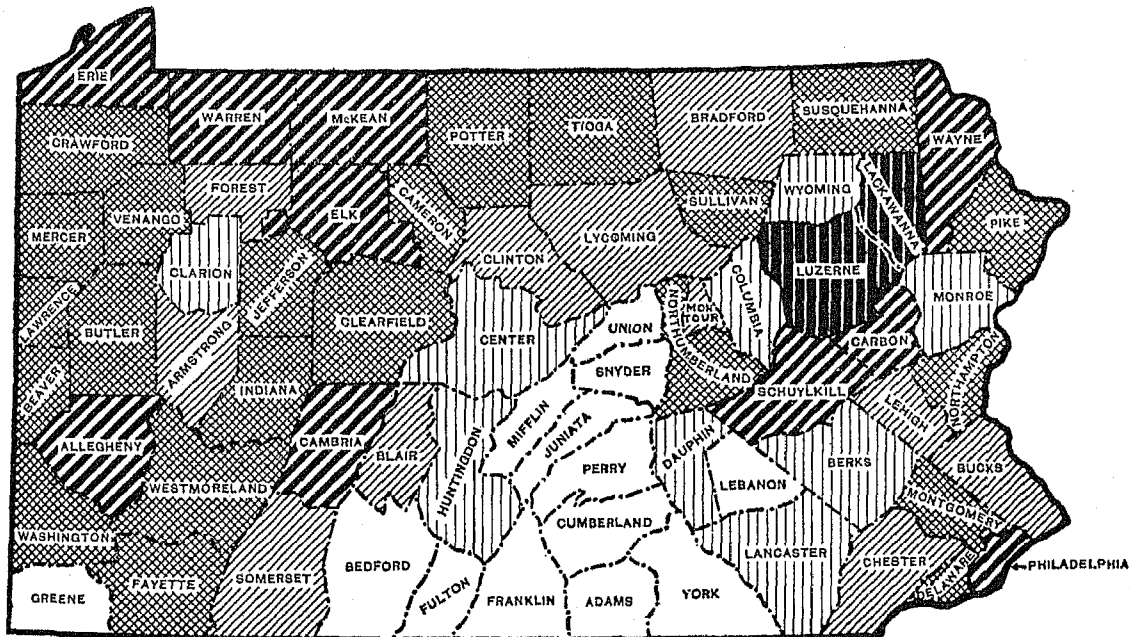 ERIE
WARREN
McKEAN
POTTER
TIOGA
BRADFORD
SUSQUEHANNA
WAYNE
CRAWFORD
FOREST
ELK
CAMERON
SULLIVAN
WYOMING
LACKAWANNA
PIKE
MERCER
VENANGO
CLARION
JEFFERSON
CLINTON
LYCOMING
COLUMBIA
LUZERNE
MONROE
LAWRENCE
BUTLER
ARMSTRONG
CLEARFIELD
CENTER
UNION
NORTHUMBERLAND
MON
TOUR
CARBON
BEAVER
INDIANA
SNYDER
SCHUYLKILL
LEHIGH
NORTHAMPTON
ALLEGHENY
CAMBRIA
BLAIR
HUNTINGDON
MIFFLIN
JUNIATA
DAUPHIN
BERKS
BUCKS
WESTMORELAND
PERRY
LEBANON
MONTGOMERY
WASHINGTON
CUMBERLAND
LANCASTER
CHESTER
DELAWARE
PHILADELPHIA
GREENE
FAYETTE
SOMERSET
BEDFORD
FULTON
FRANKLIN
ADAMS
YORK